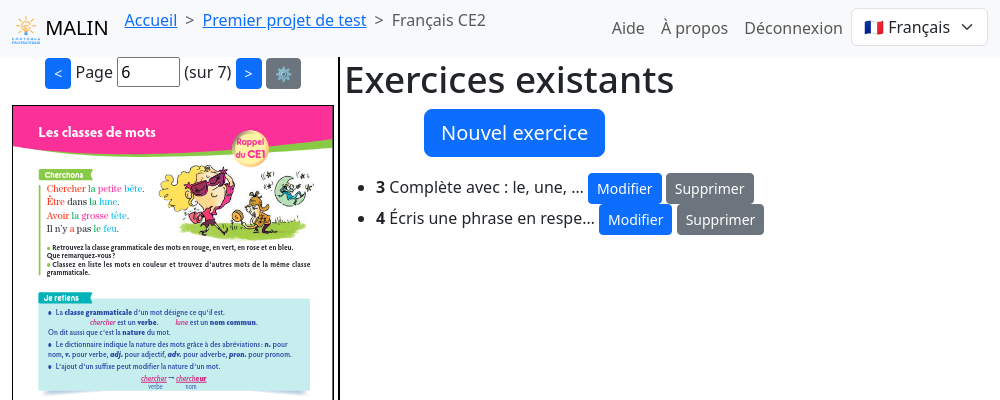 MALIN Accueil > Premier projet de test > Français CE2 Aide À propos Déconnexion 🇫🇷 Français
< Page 6 (sur 7) > ⚙️
Les classes de mots
Rappel
du CE1
Cherchons
Chercher la petite bête.
Être dans la lune.
Avoir la grosse tête.
Il n'y a pas le feu.
● Retrouvez la classe grammaticale des mots en rouge, en vert, en rose et en bleu.
Que remarquez-vous ?
● Classez en liste les mots en couleur et trouvez d'autres mots de la même classe
grammaticale.
Je retiens
● La classe grammaticale d'un mot désigne ce qu'il est.
chercher est un verbe. lune est un nom commun.
On dit aussi que c'est la nature du mot.
● Le dictionnaire indique la nature des mots grâce à des abréviations : n. pour
nom, v. pour verbe, adj. pour adjectif, adv. pour adverbe, pron. pour pronom.
● L'ajout d'un suffixe peut modifier la nature d'un mot.
chercher → chercheur
verbe nom
Exercices existants
Nouvel exercice
• 3 Complète avec : le, une, ... Modifier Supprimer
• 4 Écris une phrase en respe... Modifier Supprimer